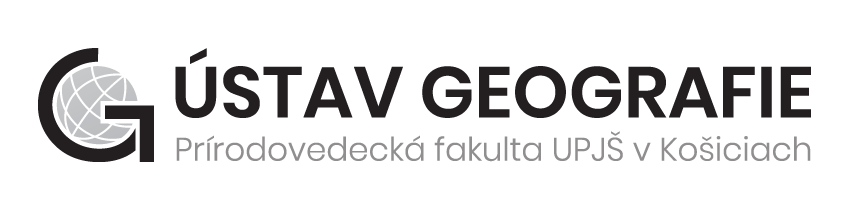 ÚSTAV GEOGRAFIE
Prírodovedecká fakulta UPJŠ v Košiciach